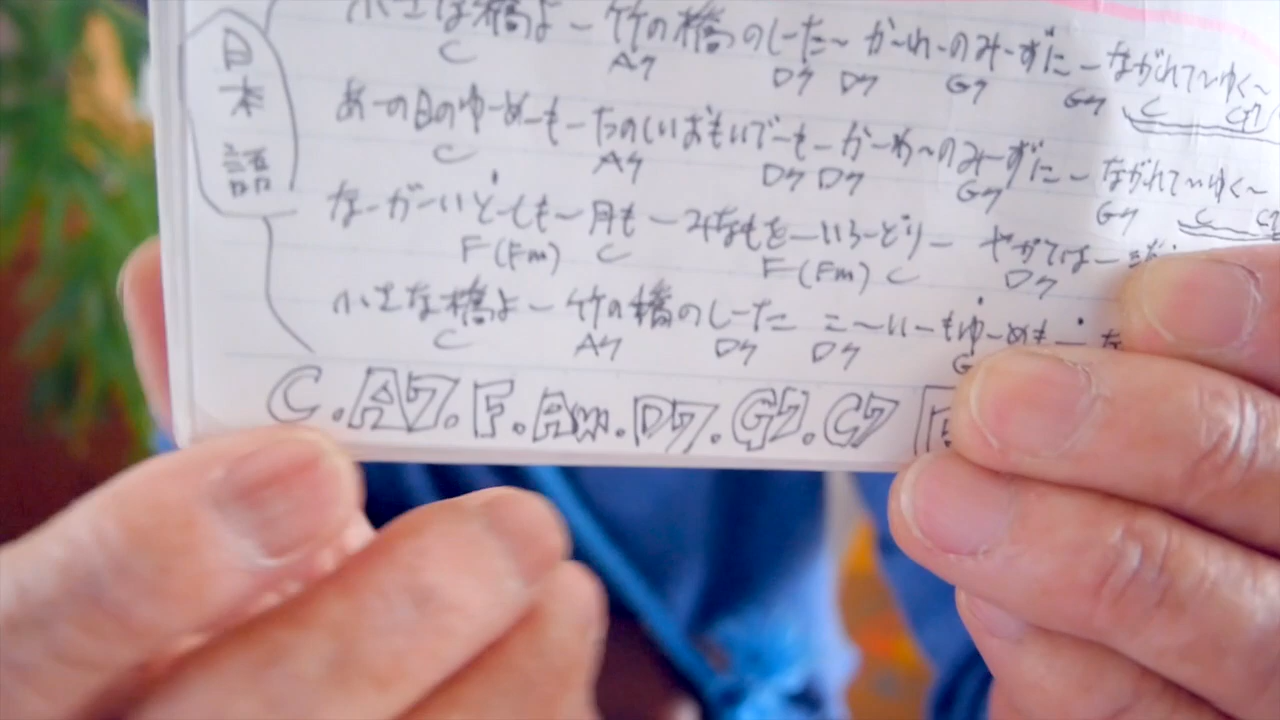 日本語
小さな橋よー竹の橋のしーた～かーわーのみーずにーながれてーゆく～
C A7 D7 D7 G7 G7 C G7
あーの日のゆーめーもーたのしいおもいでーもーかーわ～のみーずにーながれて～ゆく～
C A7 D7 D7 G7 G7 C C7
なーがーいとーしも～月もーみなもを—いろーどりー やがてはー
F(Fm) C F(Fm) C D7
小さな橋よー竹の橋のしーた こ～いーもゆーめもー
C A7 D7 D7 G
C.A7.F.Am.D7.G7.C7